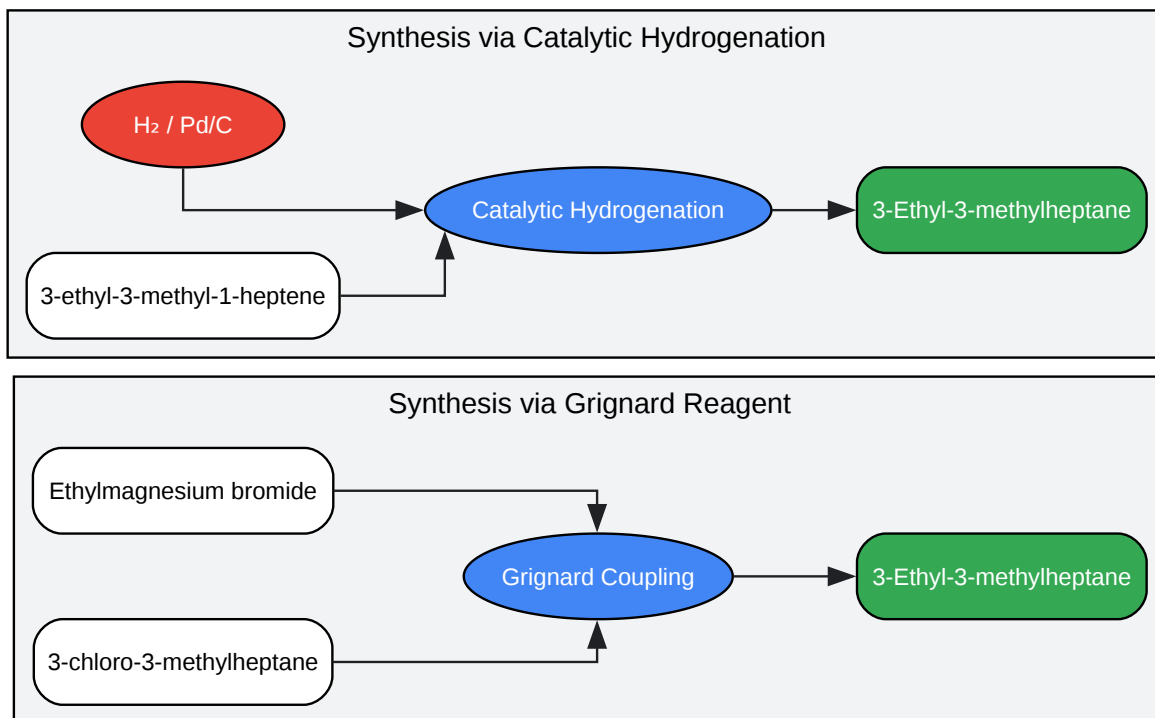 Synthesis via Catalytic Hydrogenation
H₂ / Pd/C
Catalytic Hydrogenation
3-Ethyl-3-methylheptane
3-ethyl-3-methyl-1-heptene
Synthesis via Grignard Reagent
Ethylmagnesium bromide
Grignard Coupling
3-Ethyl-3-methylheptane
3-chloro-3-methylheptane